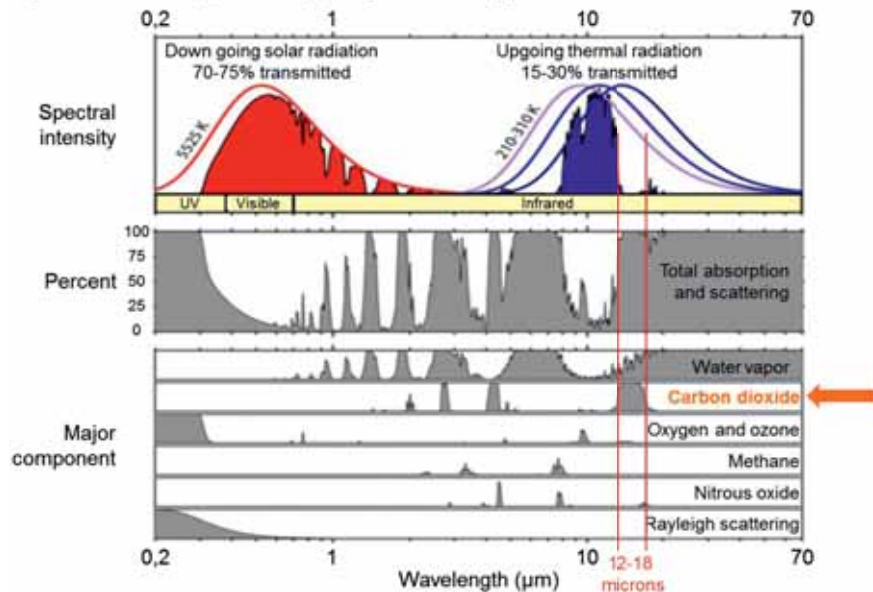 0,2 1 10 70
Down going solar radiation
70-75% transmitted
Upgoing thermal radiation
15-30% transmitted
Spectral
intensity
5525 K
210-310 K
UV Visible Infrared
Percent
100
75
50
25
0
Total absorption
and scattering
Major
component
Water vapor
Carbon dioxide
Oxygen and ozone
Methane
Nitrous oxide
Rayleigh scattering
0,2 1 10 70
12-18
microns
Wavelength (µm)